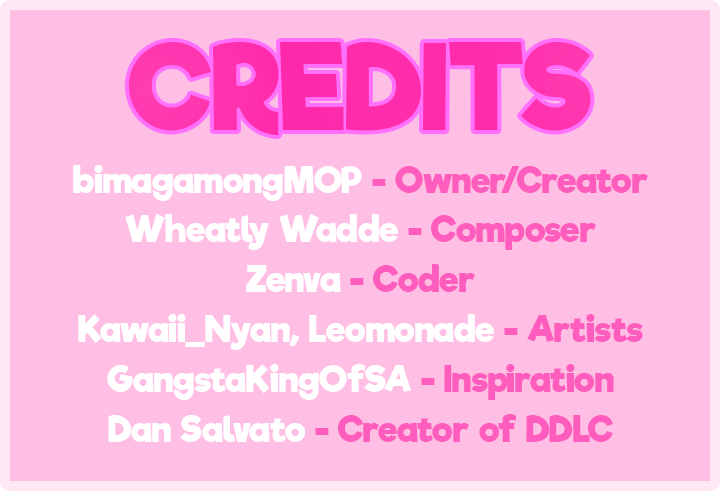 CREDITS
bimagamongMOP - Owner/Creator
Wheatly Wadde - Composer
Zenva - Coder
Kawaii_Nyan, Leomonade - Artists
GangstaKingOfSA - Inspiration
Dan Salvato - Creator of DDLC